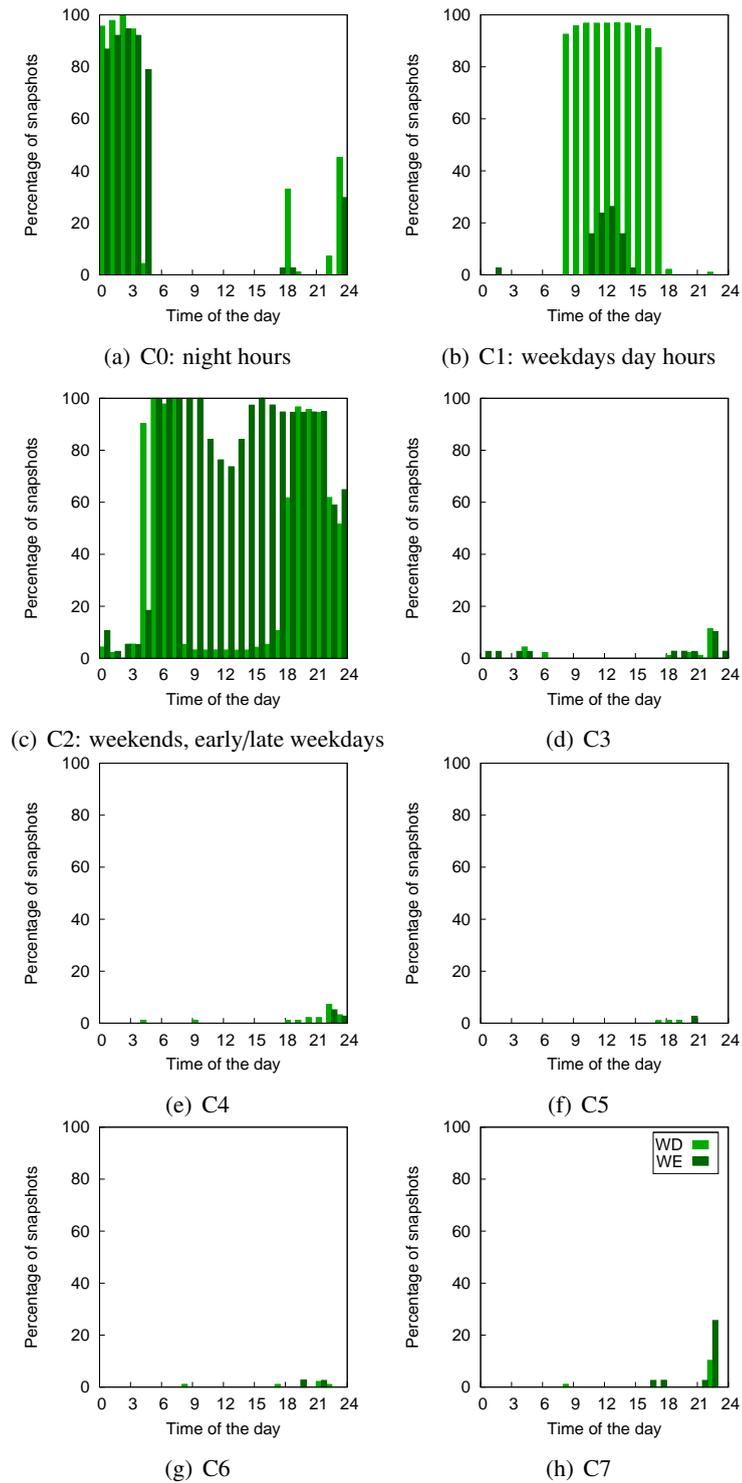 Percentage of snapshots
100
80
60
40
20
0
0 3 6 9 12 15 18 21 24
Time of the day
(a) C0: night hours
Percentage of snapshots
100
80
60
40
20
0
0 3 6 9 12 15 18 21 24
Time of the day
(b) C1: weekdays day hours
Percentage of snapshots
100
80
60
40
20
0
0 3 6 9 12 15 18 21 24
Time of the day
(c) C2: weekends, early/late weekdays
Percentage of snapshots
100
80
60
40
20
0
0 3 6 9 12 15 18 21 24
Time of the day
(d) C3
Percentage of snapshots
100
80
60
40
20
0
0 3 6 9 12 15 18 21 24
Time of the day
(e) C4
Percentage of snapshots
100
80
60
40
20
0
0 3 6 9 12 15 18 21 24
Time of the day
(f) C5
Percentage of snapshots
100
80
60
40
20
0
0 3 6 9 12 15 18 21 24
Time of the day
(g) C6
Percentage of snapshots
100
80
60
40
20
0
WD
WE
0 3 6 9 12 15 18 21 24
Time of the day
(h) C7